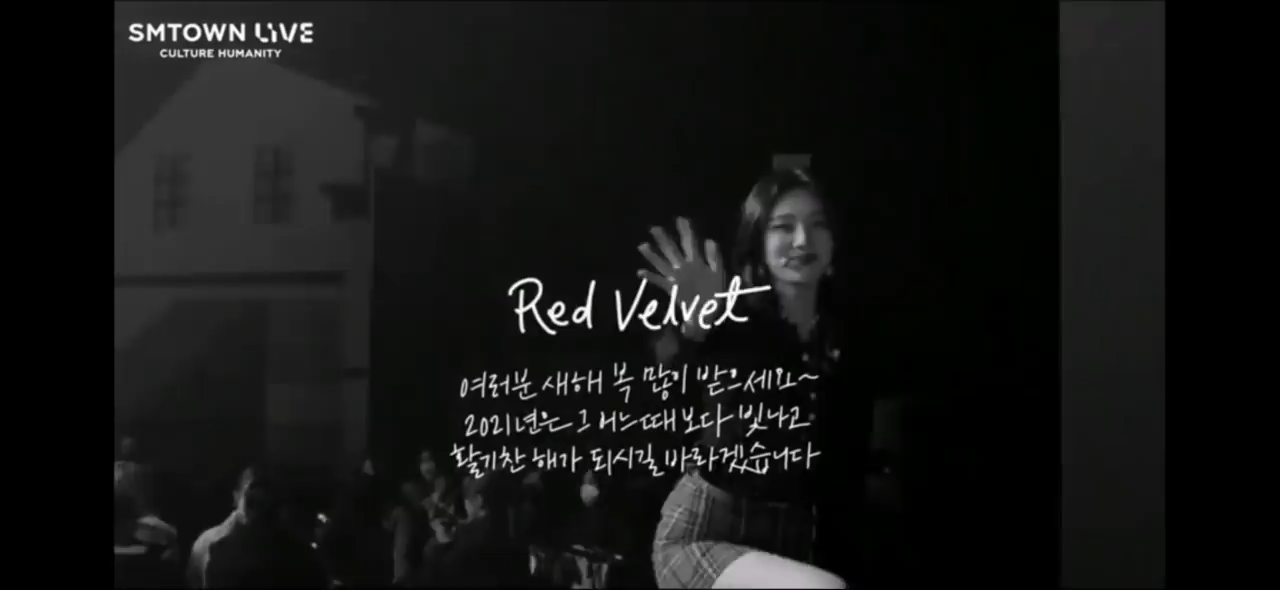 SMTOWN LIVE
CULTURE HUMANITY
Red Velvet
여러분 새해 복 많이 받으세요~
2021년은 그 어느때보다 빛나고
활기찬 해가 되시길 바라겠습니다